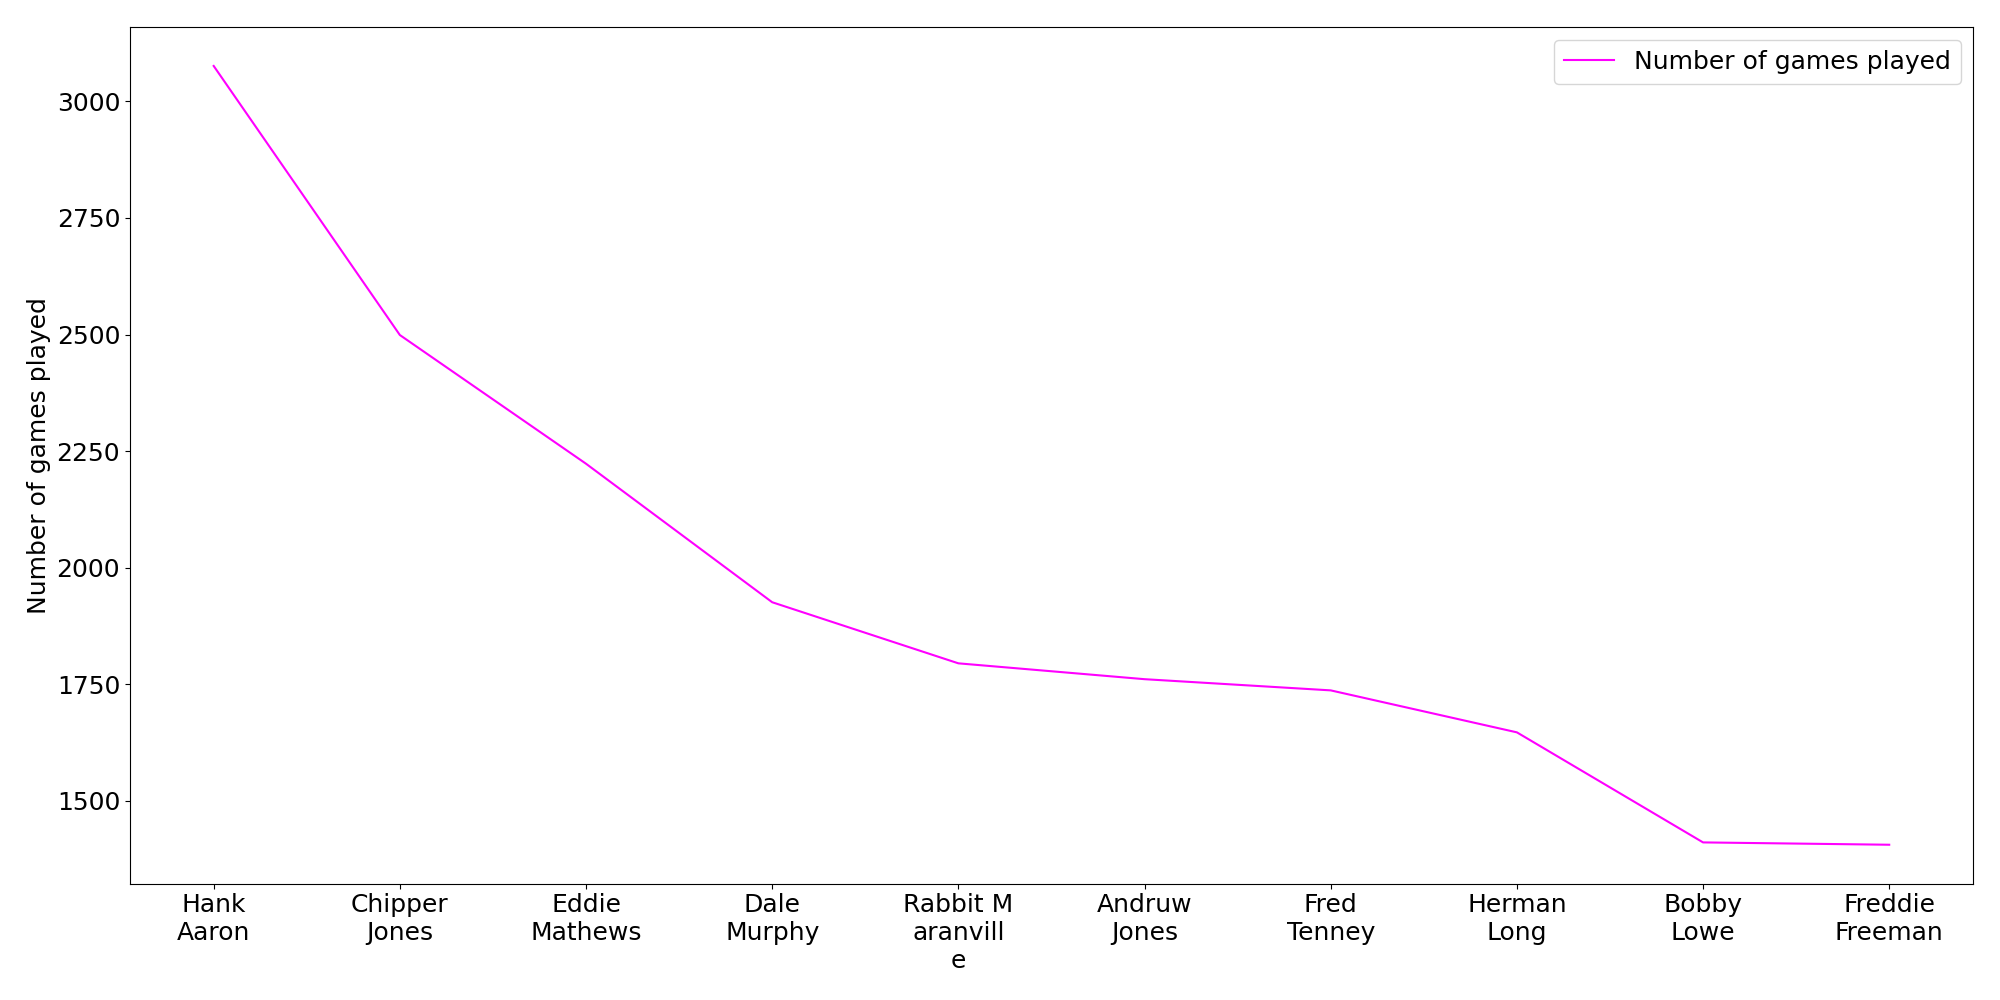 Number of games played
3000
2750
2500
2250
2000
1750
1500
Number of games played
Hank
Aaron
Chipper
Jones
Eddie
Mathews
Dale
Murphy
Rabbit M
aranvill
e
Andruw
Jones
Fred
Tenney
Herman
Long
Bobby
Lowe
Freddie
Freeman